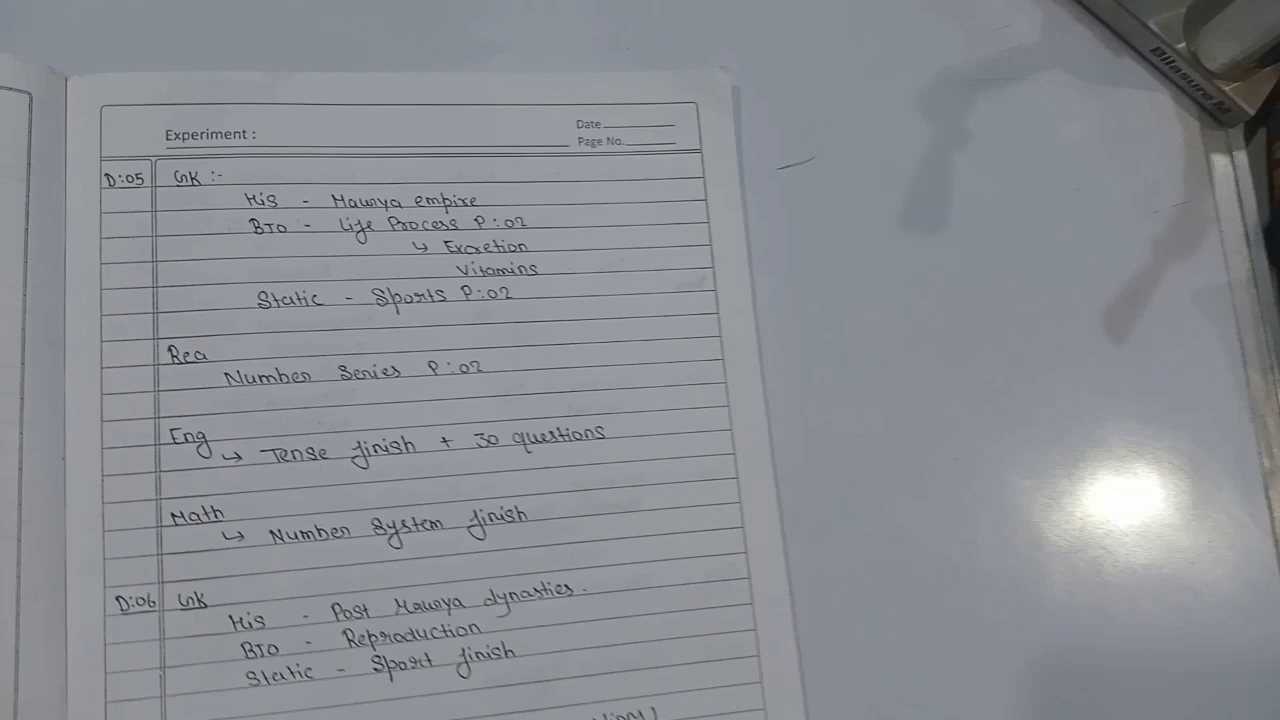 Experiment :
Date
Page No.
D:05 GK :-
His - Maurya empire
BIO - Life Process P:02
↳ Excretion
Vitamins
Static - Sports P:02
Rea
Number Series P:02
Eng
↳ Tense finish + 30 questions
Math
↳ Number System finish
D:06 GK
His - Post Maurya dynasties.
BIO - Reproduction
Static - Sport finish
Bilasure M